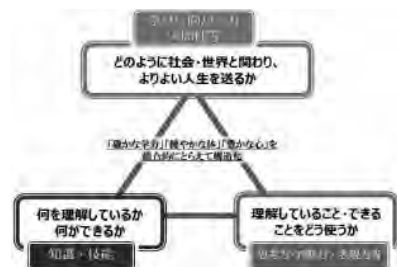 どのように社会・世界と関わり、
よりよい人生を送るか
「確かな学力」「健やかな体」「豊かな心」を
総合的にとらえて構造化
何を理解しているか
何ができるか
知識・技能
理解していること・できる
ことをどう使うか
思考力・判断力・表現力等